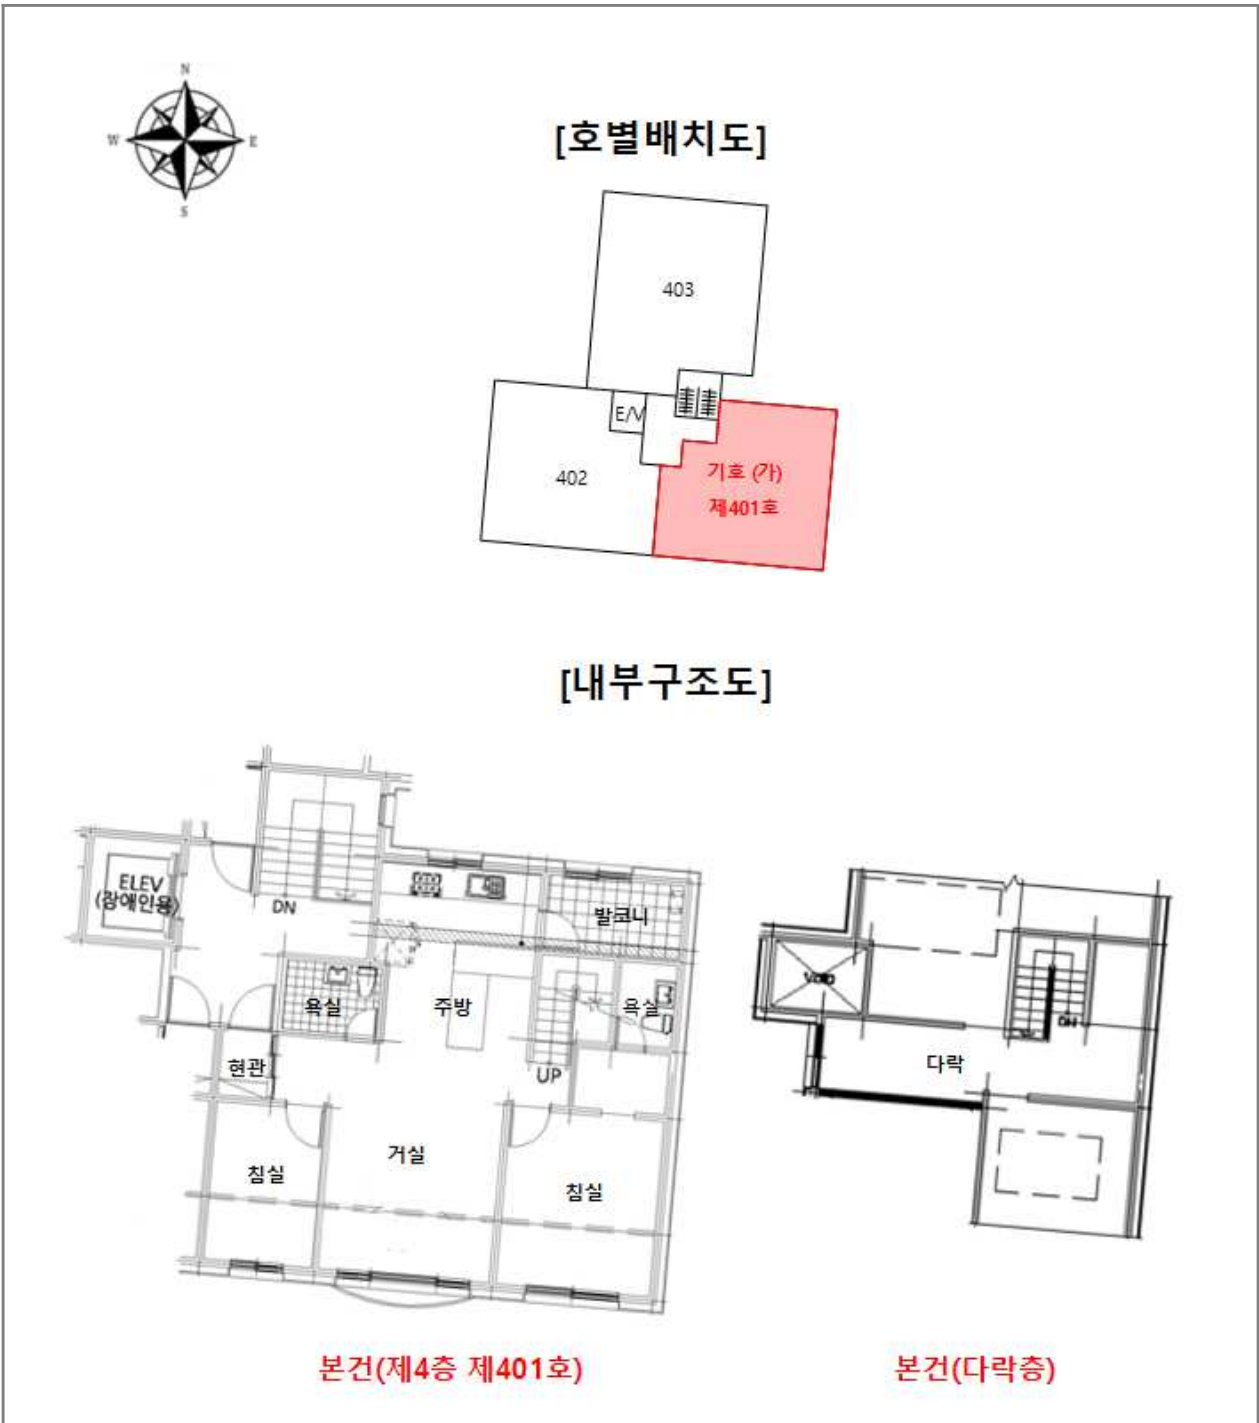 N
W
E
S
[호별배치도]
403
E/V
402
기호 (가)
제401호
[내부구조도]
ELEV
(장애인용)
DN
발코니
욕실
주방
욕실
현관
UP
거실
침실
침실
VOID
DN
다락
본건(제4층 제401호)
본건(다락층)